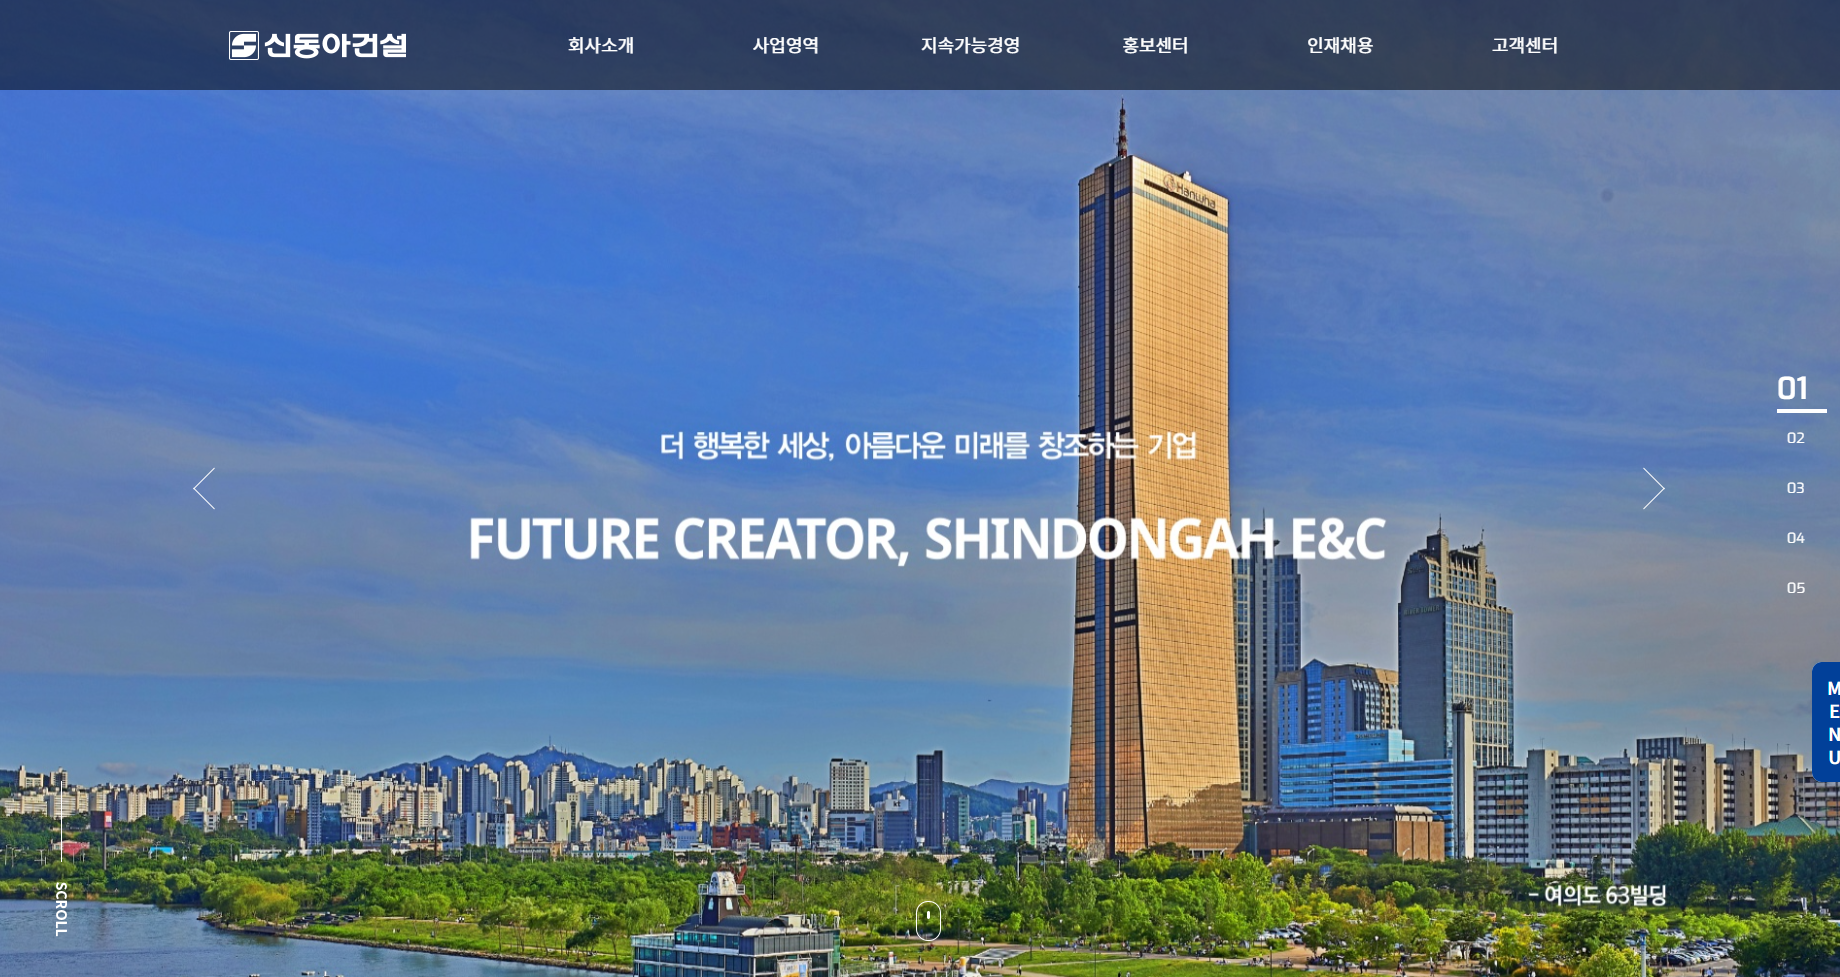 신동아건설
회사소개
사업영역
지속가능경영
홍보센터
인재채용
고객센터
Hanwha
더 행복한 세상, 아름다운 미래를 창조하는 기업
FUTURE CREATOR, SHINDONGAH E&C
01
02
03
04
05
MENU
SCROLL
- 여의도 63빌딩